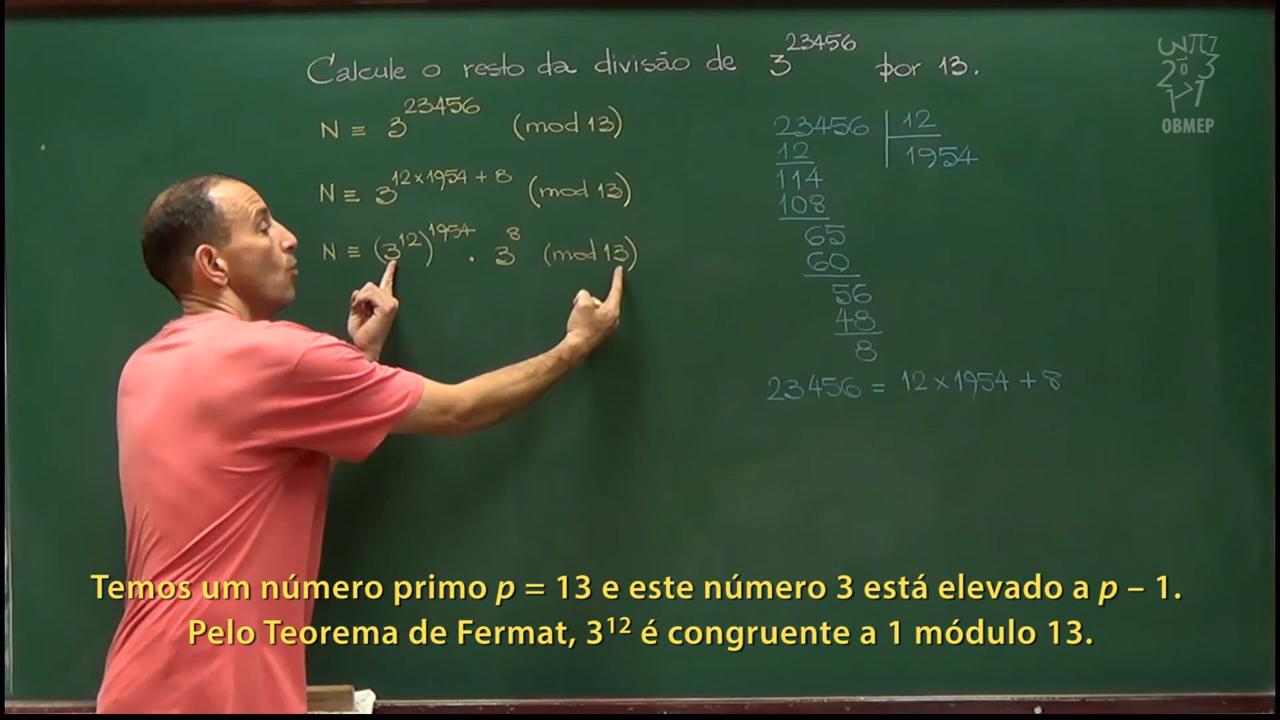 Calcule o resto da divisão de 3^23456 por 13.
N ≡ 3^23456 (mod 13)
N ≡ 3^12×1954+8 (mod 13)
N ≡ (3^12)^1954 . 3^8 (mod 13)
23456 | 12
12 1954
114
108
65
60
56
48
8
23456 = 12×1954+8
OBMEP
Temos um número primo p = 13 e este número 3 está elevado a p – 1.
Pelo Teorema de Fermat, 3¹² é congruente a 1 módulo 13.